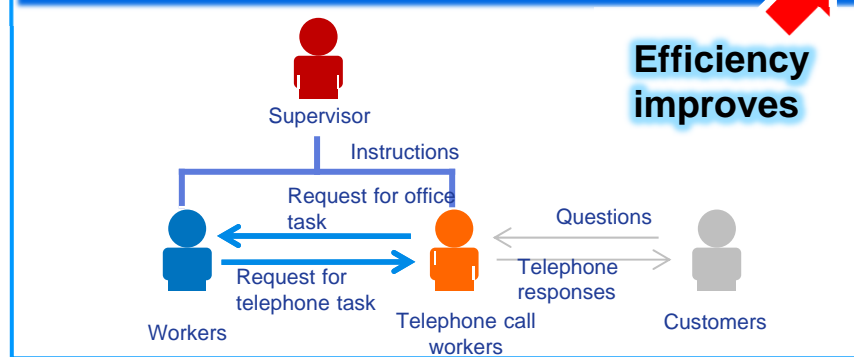 Efficiency
improves
Supervisor
Instructions
Request for office
task
Questions
Request for
telephone task
Telephone
responses
Workers
Telephone call
workers
Customers